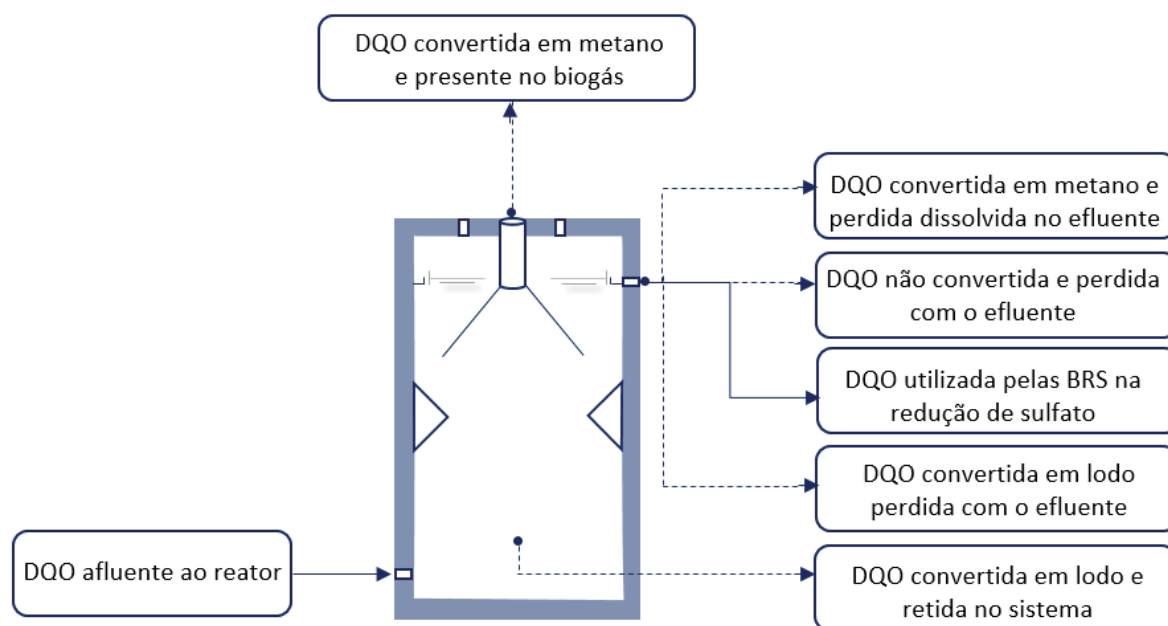 DQO convertida em metano
e presente no biogás
DQO convertida em metano e
perdida dissolvida no efluente
DQO não convertida e perdida
com o efluente
DQO utilizada pelas BRS na
redução de sulfato
DQO convertida em lodo
perdida com o efluente
DQO afluente ao reator
DQO convertida em lodo e
retida no sistema